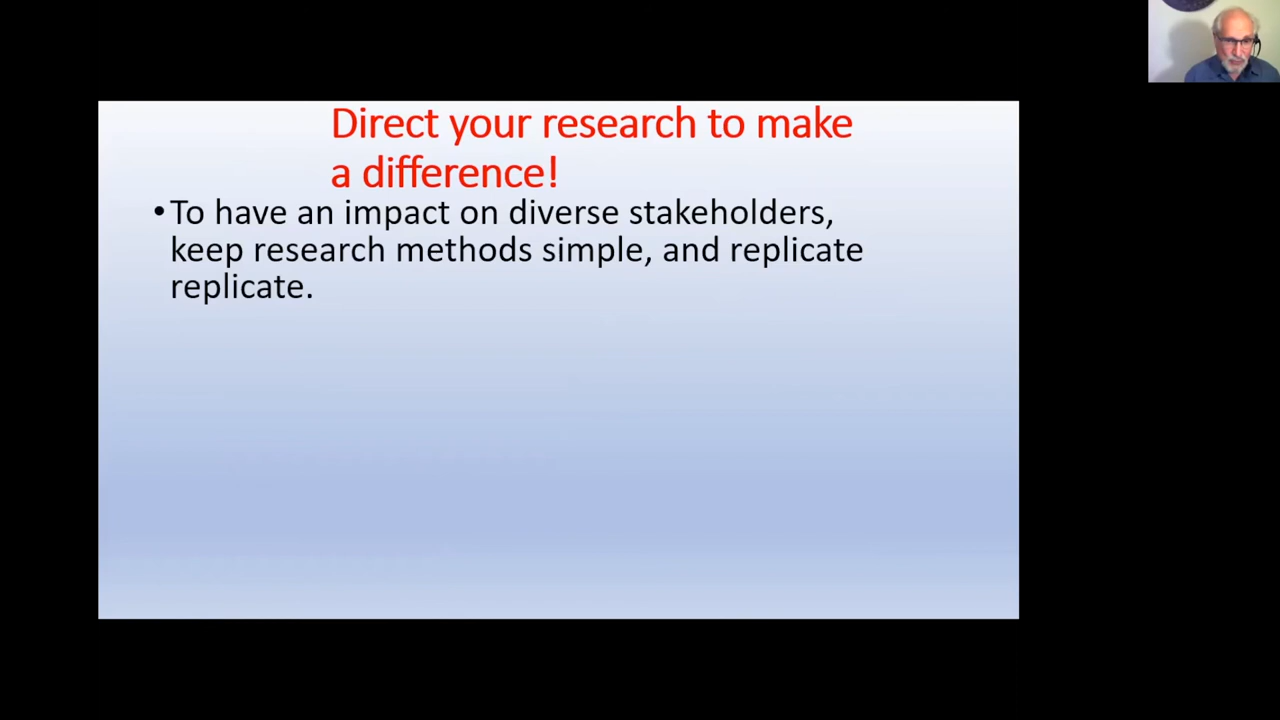 Direct your research to make
a difference!
•To have an impact on diverse stakeholders,
keep research methods simple, and replicate
replicate.